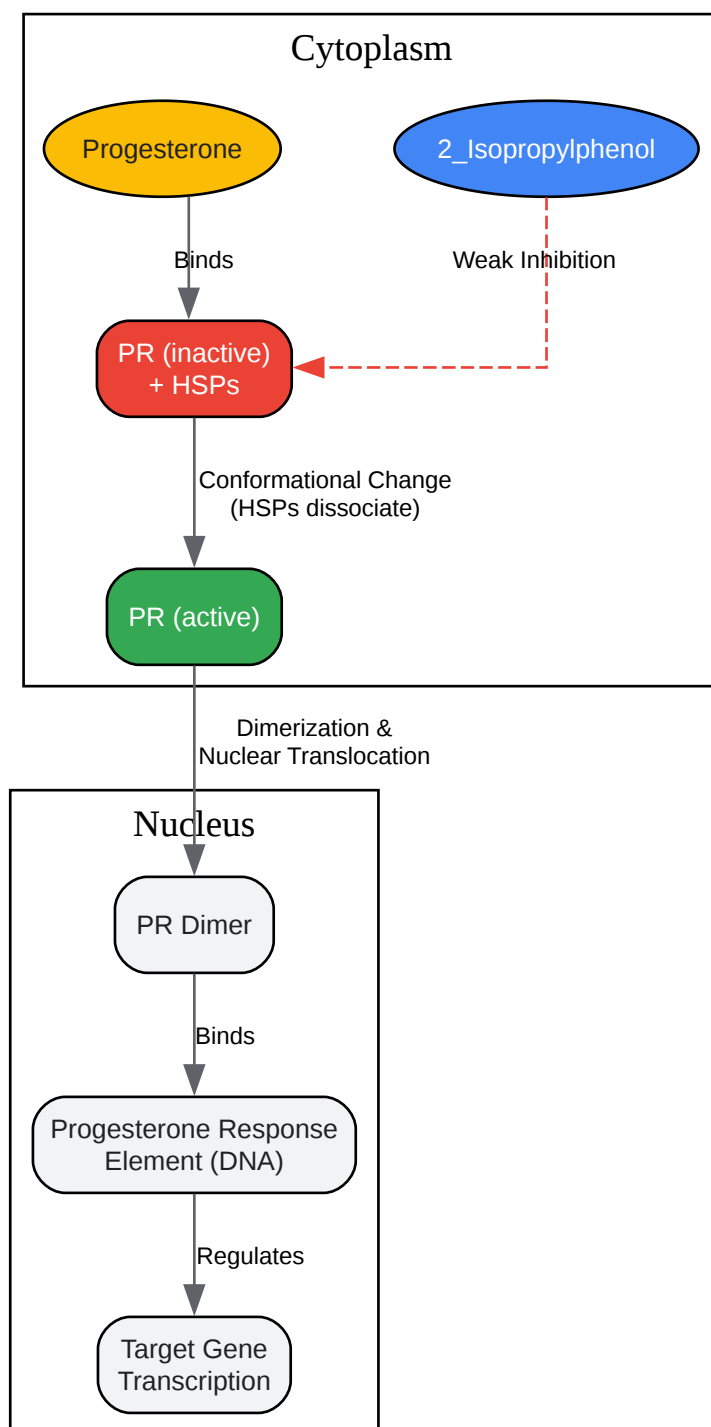 Cytoplasm
Progesterone
2_Isopropylphenol
Binds
Weak Inhibition
PR (inactive)
+ HSPs
Conformational Change
(HSPs dissociate)
PR (active)
Dimerization &
Nuclear Translocation
Nucleus
PR Dimer
Binds
Progesterone Response
Element (DNA)
Regulates
Target Gene
Transcription